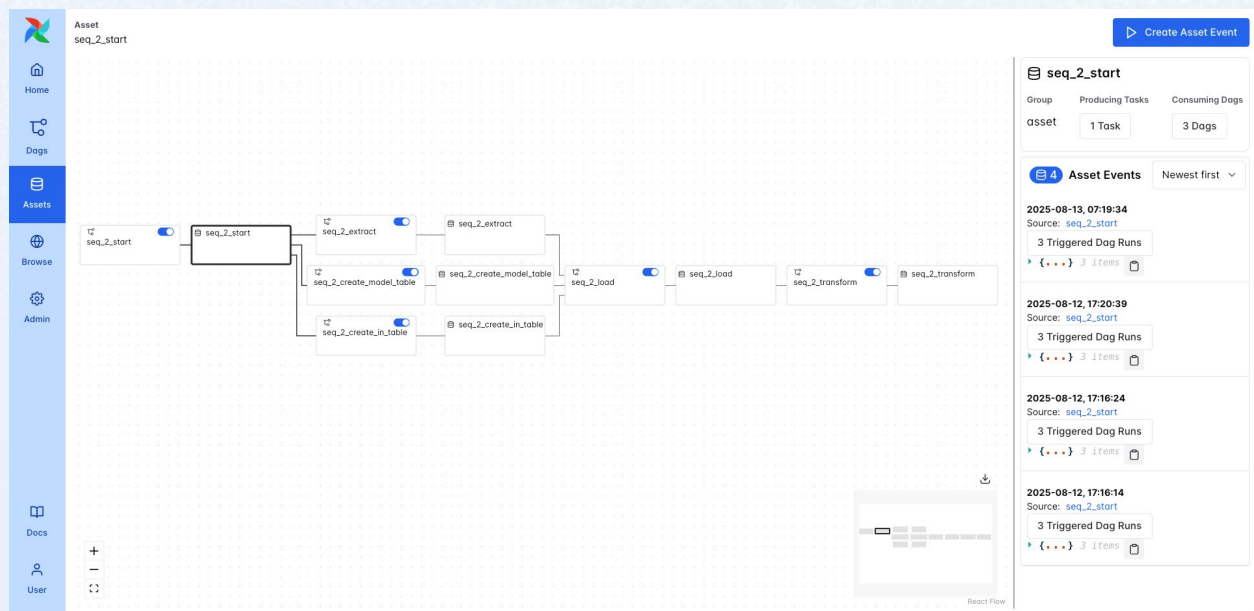 Asset
seq_2_start
Create Asset Event
Home
Dags
Assets
Browse
Admin
Docs
User
seq_2_start
seq_2_start
seq_2_extract
seq_2_extract
seq_2_create_model_table
seq_2_create_model_table
seq_2_load
seq_2_load
seq_2_transform
seq_2_transform
seq_2_create_in_table
seq_2_create_in_table
React Flow
seq_2_start
Group Producing Tasks Consuming Dags
asset 1 Task 3 Dags
4 Asset Events Newest first
2025-08-13, 07:19:34
Source: seq_2_start
3 Triggered Dag Runs
{...} 3 items
2025-08-12, 17:20:39
Source: seq_2_start
3 Triggered Dag Runs
{...} 3 items
2025-08-12, 17:16:24
Source: seq_2_start
3 Triggered Dag Runs
{...} 3 items
2025-08-12, 17:16:14
Source: seq_2_start
3 Triggered Dag Runs
{...} 3 items